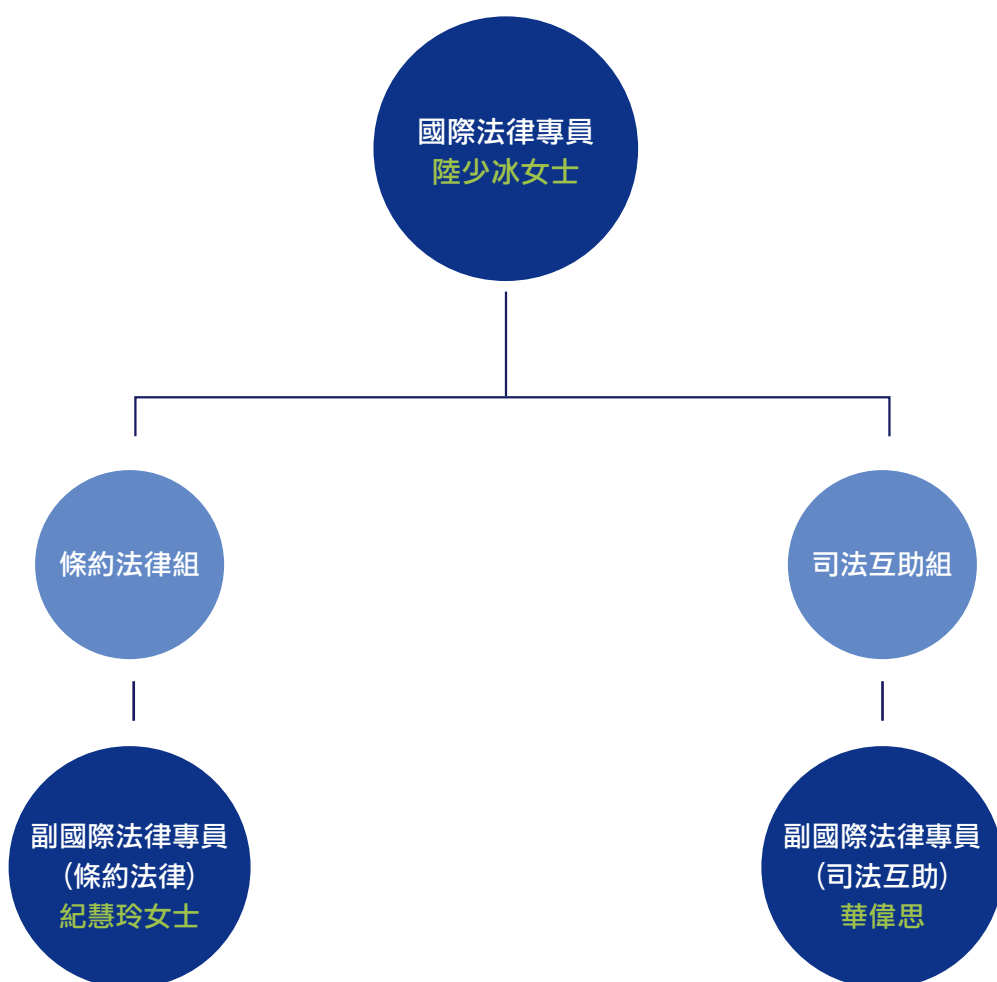 國際法律專員
陸少冰女士
條約法律組
司法互助組
副國際法律專員
(條約法律)
紀慧玲女士
副國際法律專員
(司法互助)
華偉思